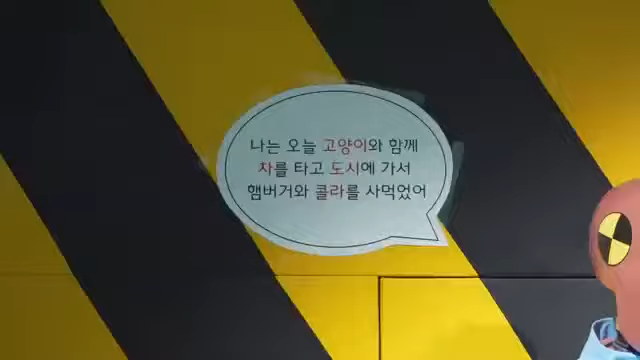 나는 오늘 고양이와 함께
차를 타고 도시에 가서
햄버거와 콜라를 사먹었어